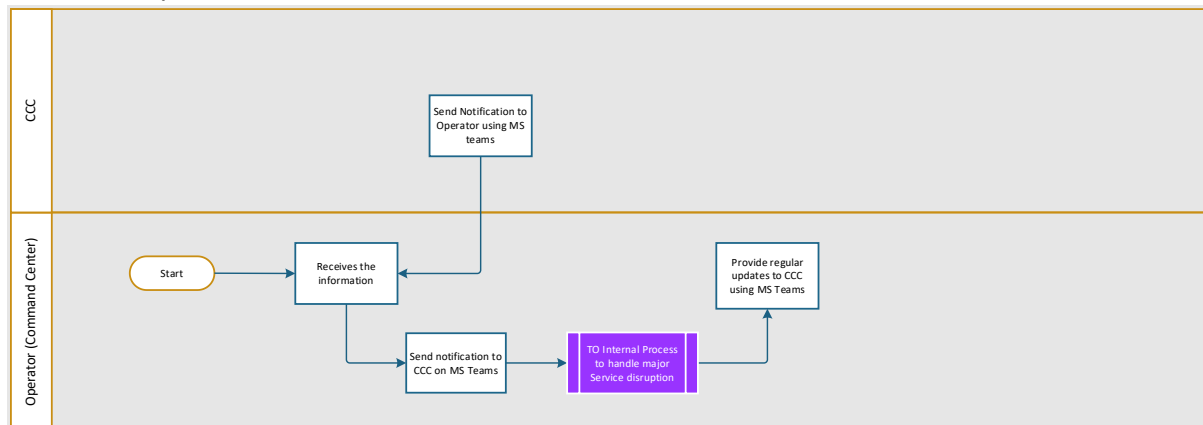 CCC
Send Notification to
Operator using MS
teams
Operator (Command Center)
Start
Receives the
information
Send notification to
CCC on MS Teams
TO Internal Process
to handle major
Service disruption
Provide regular
updates to CCC
using MS Teams